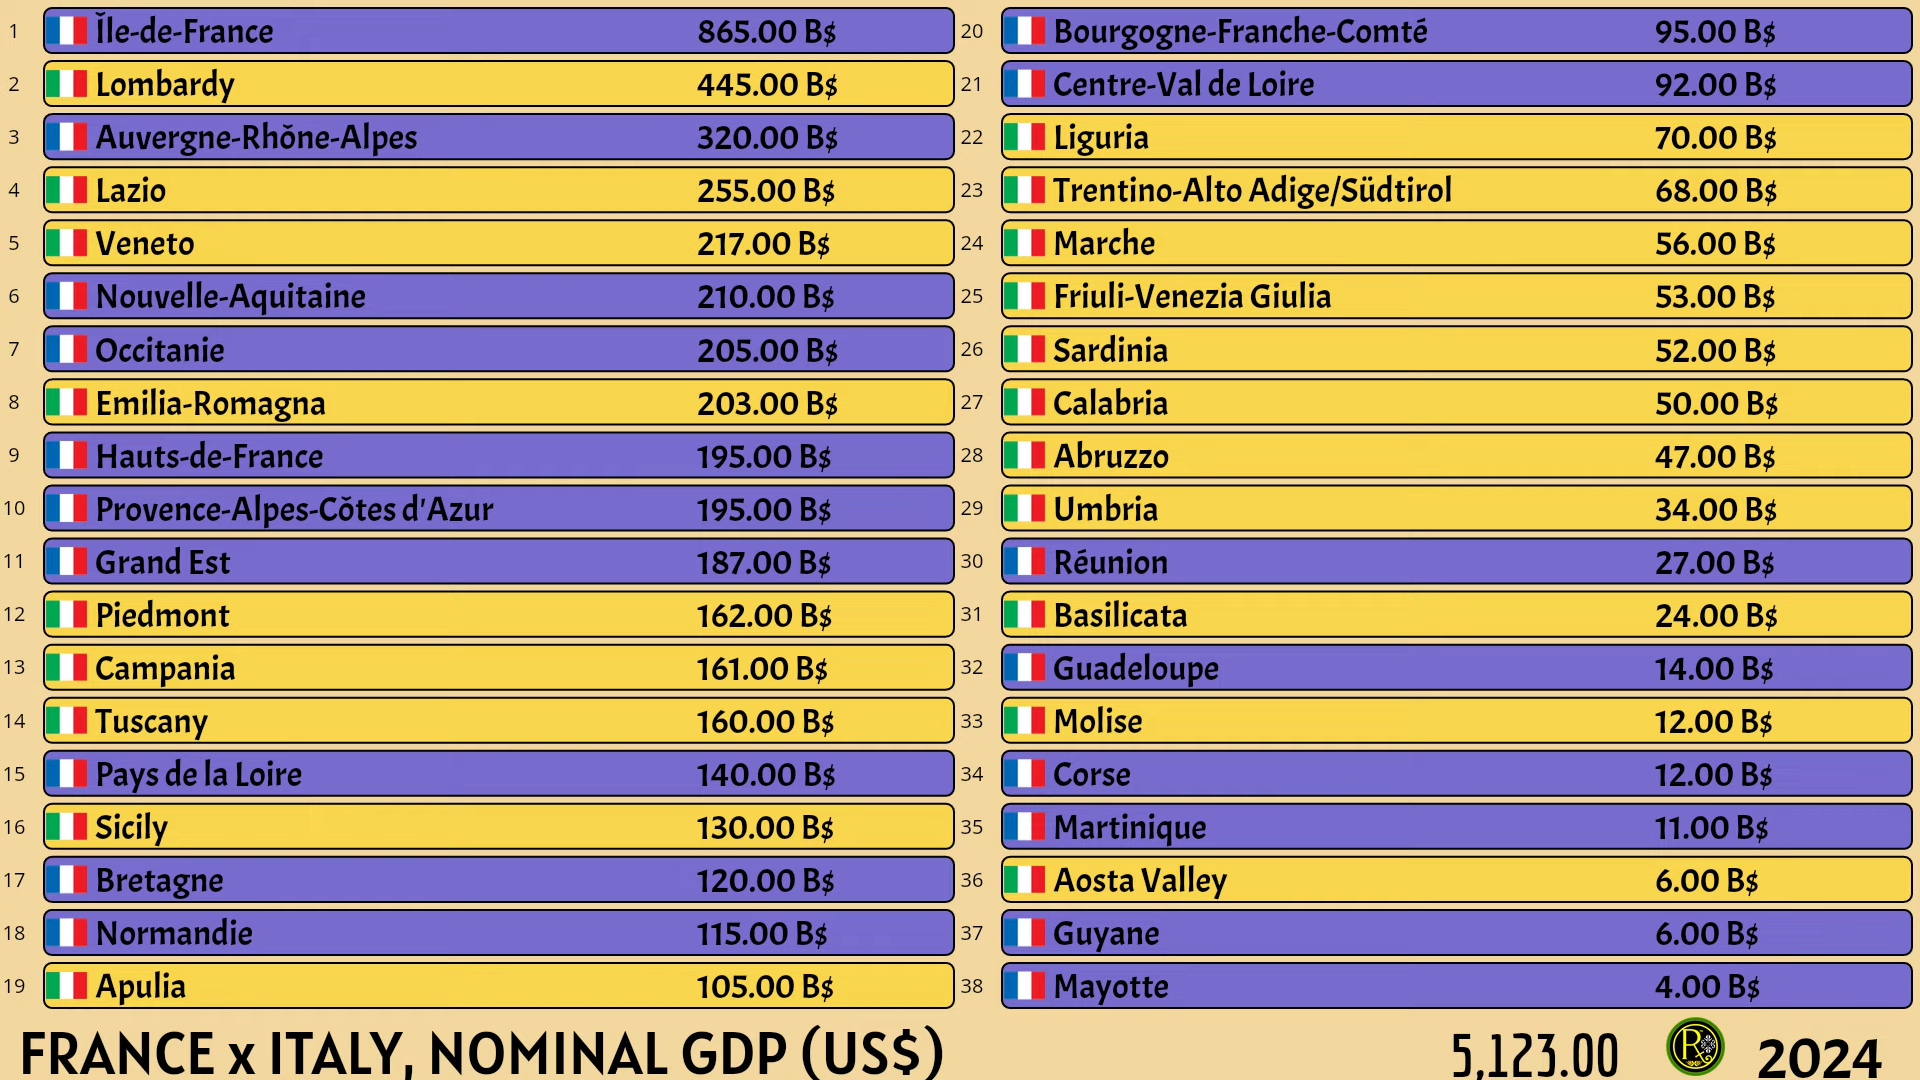 1 Ǐle-de-France 865.00 B$
2 Lombardy 445.00 B$
3 Auvergne-Rhǒne-Alpes 320.00 B$
4 Lazio 255.00 B$
5 Veneto 217.00 B$
6 Nouvelle-Aquitaine 210.00 B$
7 Occitanie 205.00 B$
8 Emilia-Romagna 203.00 B$
9 Hauts-de-France 195.00 B$
10 Provence-Alpes-Cǒtes d'Azur 195.00 B$
11 Grand Est 187.00 B$
12 Piedmont 162.00 B$
13 Campania 161.00 B$
14 Tuscany 160.00 B$
15 Pays de la Loire 140.00 B$
16 Sicily 130.00 B$
17 Bretagne 120.00 B$
18 Normandie 115.00 B$
19 Apulia 105.00 B$
20 Bourgogne-Franche-Comté 95.00 B$
21 Centre-Val de Loire 92.00 B$
22 Liguria 70.00 B$
23 Trentino-Alto Adige/Südtirol 68.00 B$
24 Marche 56.00 B$
25 Friuli-Venezia Giulia 53.00 B$
26 Sardinia 52.00 B$
27 Calabria 50.00 B$
28 Abruzzo 47.00 B$
29 Umbria 34.00 B$
30 Réunion 27.00 B$
31 Basilicata 24.00 B$
32 Guadeloupe 14.00 B$
33 Molise 12.00 B$
34 Corse 12.00 B$
35 Martinique 11.00 B$
36 Aosta Valley 6.00 B$
37 Guyane 6.00 B$
38 Mayotte 4.00 B$
FRANCE x ITALY, NOMINAL GDP (US$) 5,123.00 2024